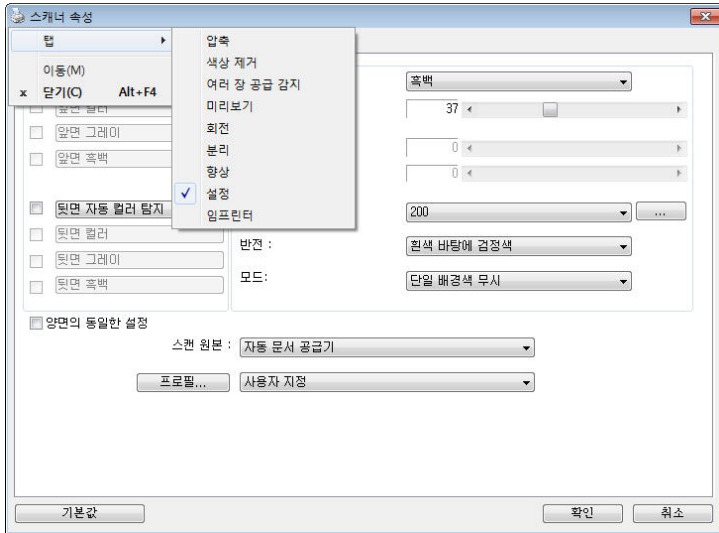 스캐너 속성
탭
이동(M)
x 닫기(C) Alt+F4
압축
색상 제거
여러 장 공급 감지
미리보기
회전
분리
향상
설정
임프린터
흑백
37
앞면 그레이
앞면 흑백
0
0
뒷면 자동 컬러 탐지
200
...
뒷면 컬러
반전 :
흰색 바탕에 검정색
뒷면 그레이
모드:
단일 배경색 무시
뒷면 흑백
양면의 동일한 설정
스캔 원본 :
자동 문서 공급기
프로필...
사용자 지정
기본값
확인
취소